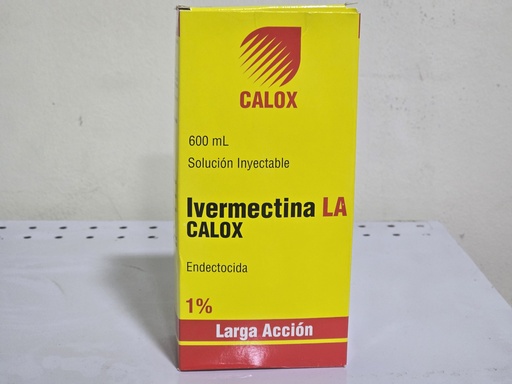 CALOX
600 mL
Solución Inyectable
Ivermectina LA
CALOX
Endectocida
1%
Larga Acción